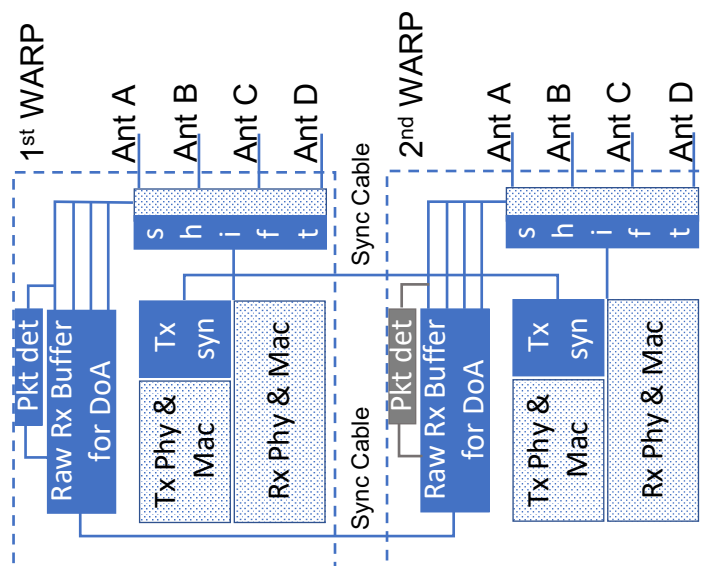 1st WARP
Ant A
Ant B
Ant C
Ant D
shift
Pkt det
Raw Rx Buffer
for DoA
Tx
syn
Tx Phy &
Mac
Rx Phy & Mac
Sync Cable
Sync Cable
2nd WARP
Ant A
Ant B
Ant C
Ant D
shift
Pkt det
Raw Rx Buffer
for DoA
Tx
syn
Tx Phy &
Mac
Rx Phy & Mac